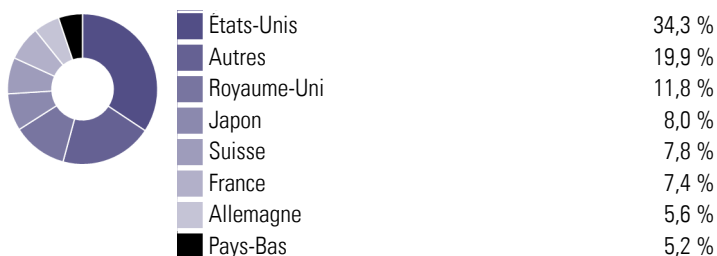 États-Unis 34,3 %
Autres 19,9 %
Royaume-Uni 11,8 %
Japon 8,0 %
Suisse 7,8 %
France 7,4 %
Allemagne 5,6 %
Pays-Bas 5,2 %